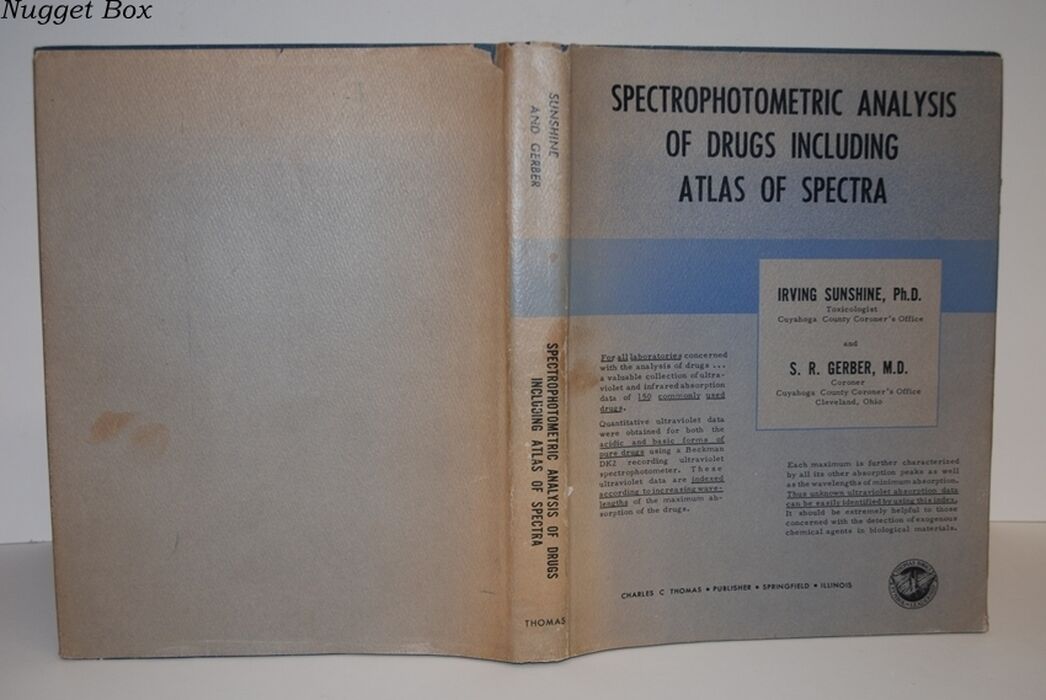 Nugget Box
SUNSHINE
AND GERBER
SPECTROPHOTOMETRIC ANALYSIS OF DRUGS
INCLUDING ATLAS OF SPECTRA
THOMAS
SPECTROPHOTOMETRIC ANALYSIS
OF DRUGS INCLUDING
ATLAS OF SPECTRA
IRVING SUNSHINE, Ph.D.
Toxicologist
Cuyahoga County Coroner's Office
and
S. R. GERBER, M.D.
Coroner
Cuyahoga County Coroner's Office
Cleveland, Ohio
For all laboratories concerned
with the analysis of drugs ...
a valuable collection of ultra-
violet and infrared absorption
data of 150 commonly used
drugs.
Quantitative ultraviolet data
were obtained for both the
acidic and basic forms of
pure drugs using a Beckman
DK2 recording ultraviolet
spectrophotometer. These
ultraviolet data are indexed
according to increasing wave-
lengths of the maximum ab-
sorption of the drugs.
Each maximum is further characterized
by all its other absorption peaks as well
as the wavelengths of minimum absorption.
Thus unknown ultraviolet absorption data
can be easily identified by using this index.
It should be extremely helpful to those
concerned with the detection of exogenous
chemical agents in biological materials.
CHARLES C THOMAS • PUBLISHER • SPRINGFIELD • ILLINOIS